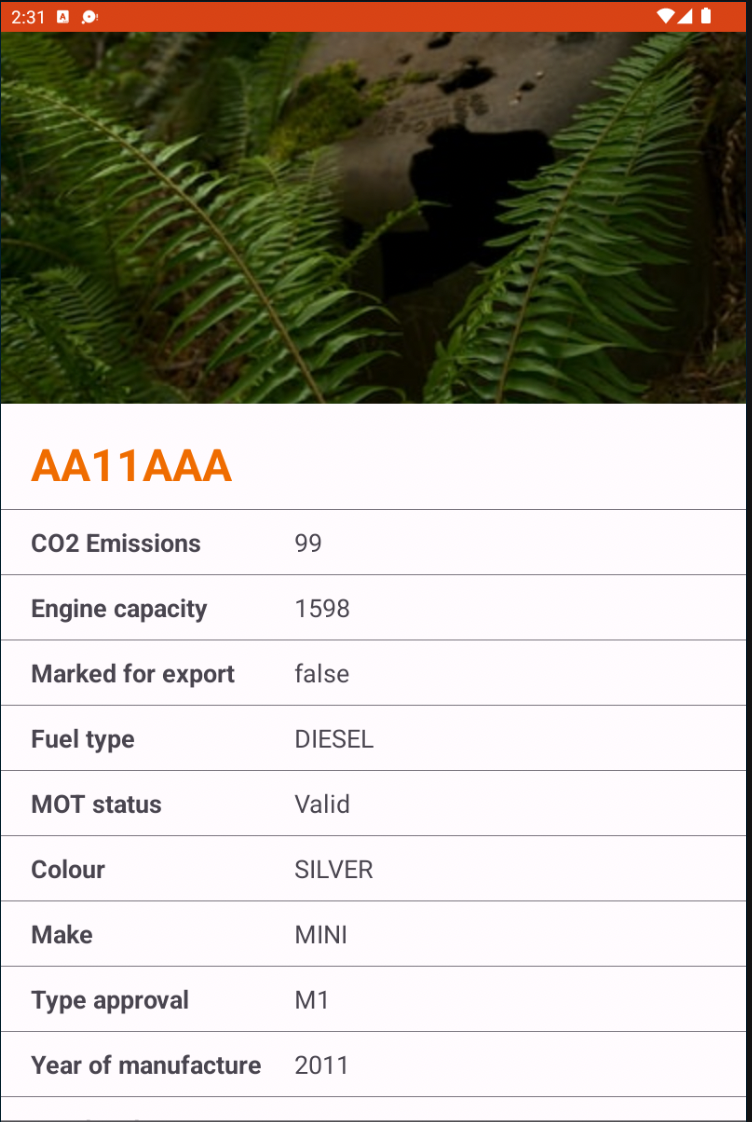 2:31
AA11AAA
CO2 Emissions 99
Engine capacity 1598
Marked for export false
Fuel type DIESEL
MOT status Valid
Colour SILVER
Make MINI
Type approval M1
Year of manufacture 2011